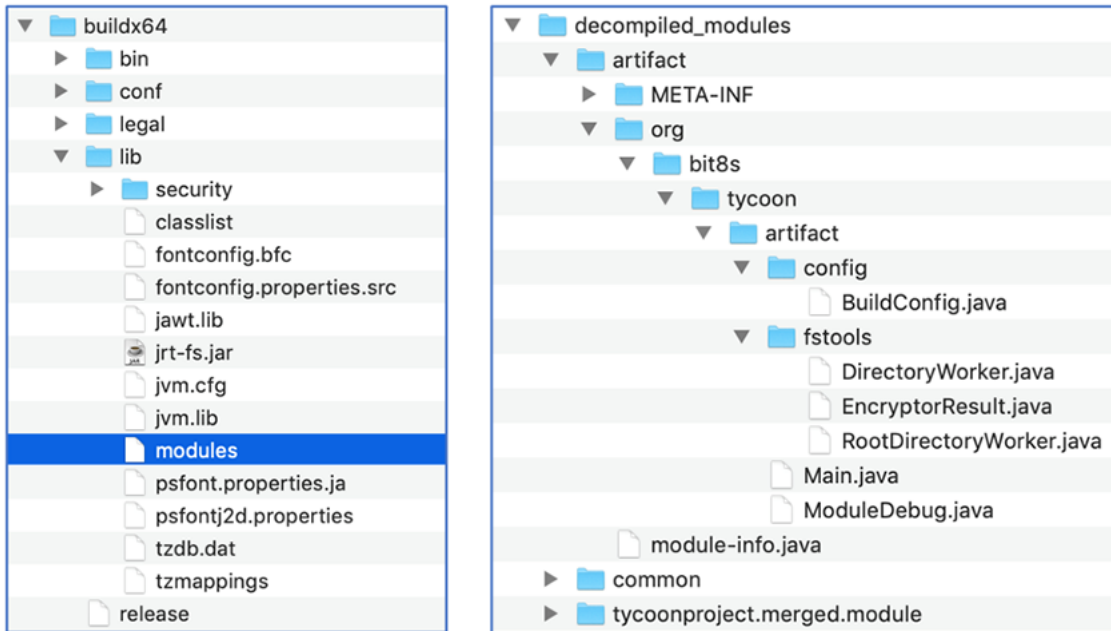 buildx64
bin
conf
legal
lib
security
classlist
fontconfig.bfc
fontconfig.properties.src
jawt.lib
jrt-fs.jar
jvm.cfg
jvm.lib
modules
psfont.properties.ja
psfontj2d.properties
tzdb.dat
tzmappings
release
decompiled_modules
artifact
META-INF
org
bit8s
tycoon
artifact
config
BuildConfig.java
fstools
DirectoryWorker.java
EncryptorResult.java
RootDirectoryWorker.java
Main.java
ModuleDebug.java
module-info.java
common
tycoonproject.merged.module